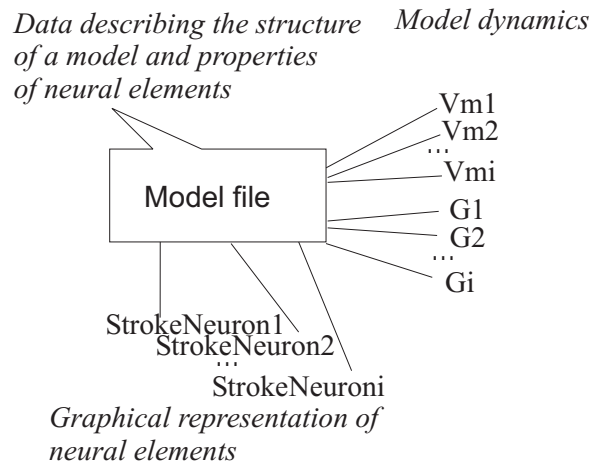 Data describing the structure
of a model and properties
of neural elements
Model dynamics
Model file
Vm1
Vm2
...
Vmi
G1
G2
...
Gi
StrokeNeuron1
StrokeNeuron2
...
StrokeNeuroni
Graphical representation of
neural elements